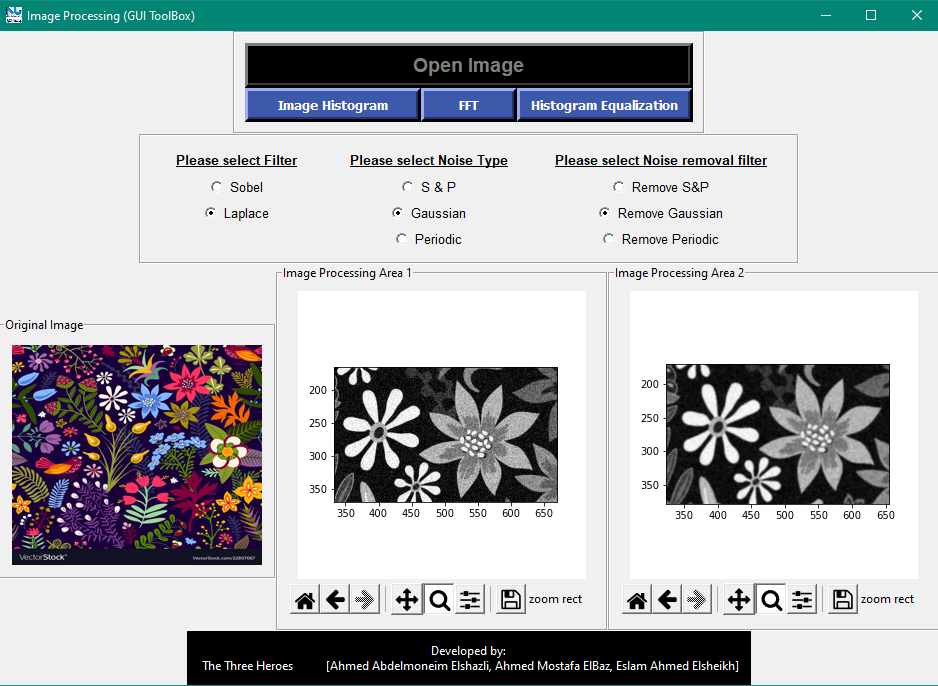 Image Processing (GUI ToolBox)
Open Image
Image Histogram FFT Histogram Equalization
Please select Filter Please select Noise Type Please select Noise removal filter
Sobel S & P Remove S&P
Laplace Gaussian Remove Gaussian
Periodic Remove Periodic
Image Processing Area 1 Image Processing Area 2
Original Image
200
250
300
350
350 400 450 500 550 600 650
200
250
300
350
350 400 450 500 550 600 650
VectorStock® VectorStock.com/22807067
zoom rect zoom rect
Developed by:
The Three Heroes [Ahmed Abdelmoneim Elshazli, Ahmed Mostafa ElBaz, Eslam Ahmed Elsheikh]